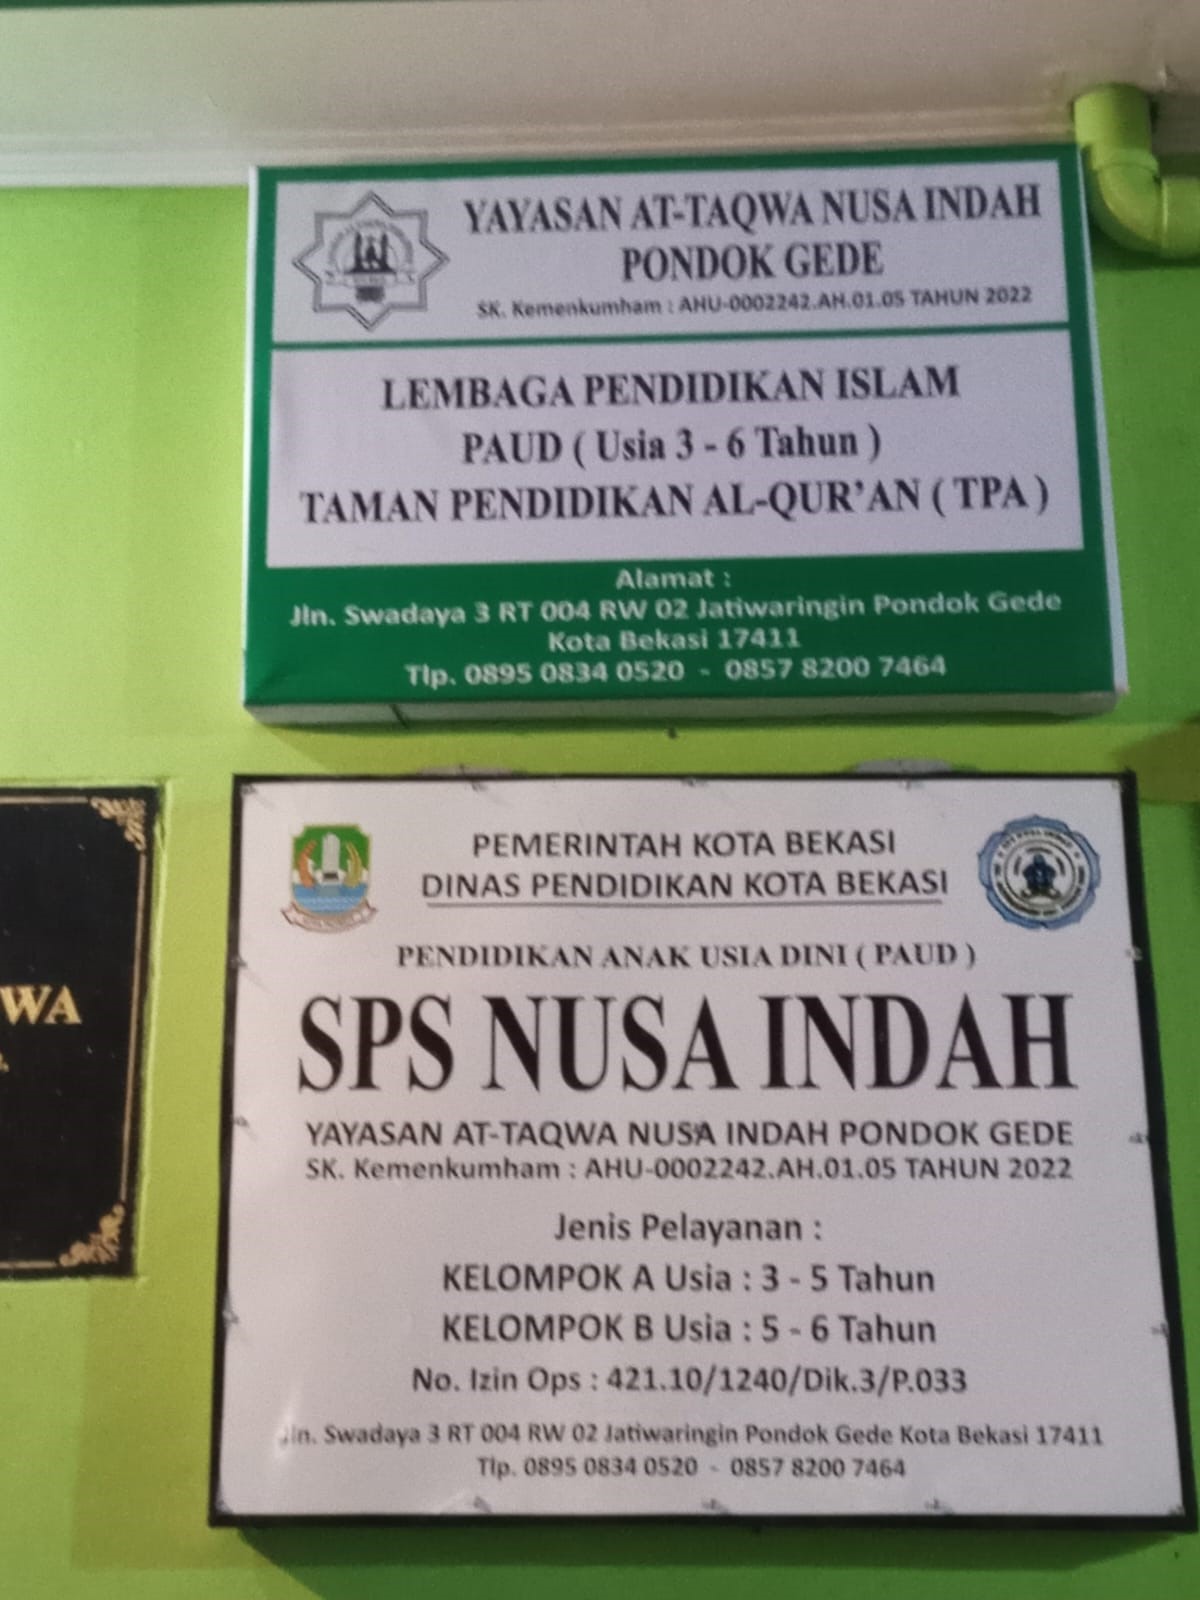 YAYASAN AT-TAQWA NUSA INDAH
PONDOK GEDE
SK. Kemenkumham : AHU-0002242.AH.01.05 TAHUN 2022
LEMBAGA PENDIDIKAN ISLAM
PAUD ( Usia 3 - 6 Tahun )
TAMAN PENDIDIKAN AL-QUR'AN ( TPA )
Alamat :
Jln. Swadaya 3 RT 004 RW 02 Jatiwaringin Pondok Gede
Kota Bekasi 17411
Tlp. 0895 0834 0520 - 0857 8200 7464
WA
PEMERINTAH KOTA BEKASI
DINAS PENDIDIKAN KOTA BEKASI
PENDIDIKAN ANAK USIA DINI ( PAUD )
SPS NUSA INDAH
YAYASAN AT-TAQWA NUSA INDAH PONDOK GEDE
SK. Kemenkumham : AHU-0002242.AH.01.05 TAHUN 2022
Jenis Pelayanan :
KELOMPOK A Usia : 3 - 5 Tahun
KELOMPOK B Usia : 5 - 6 Tahun
No. Izin Ops : 421.10/1240/Dik.3/P.033
Jln. Swadaya 3 RT 004 RW 02 Jatiwaringin Pondok Gede Kota Bekasi 17411
Tlp. 0895 0834 0520 - 0857 8200 7464